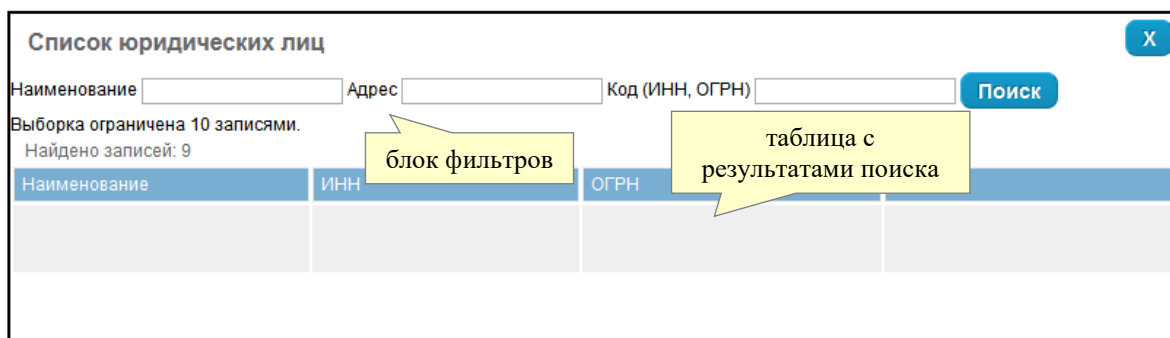 Список юридических лиц
X
Наименование Адрес Код (ИНН, ОГРН) Поиск
Выборка ограничена 10 записями.
Найдено записей: 9
блок фильтров
таблица с
результатами поиска
Наименование ИНН ОГРН